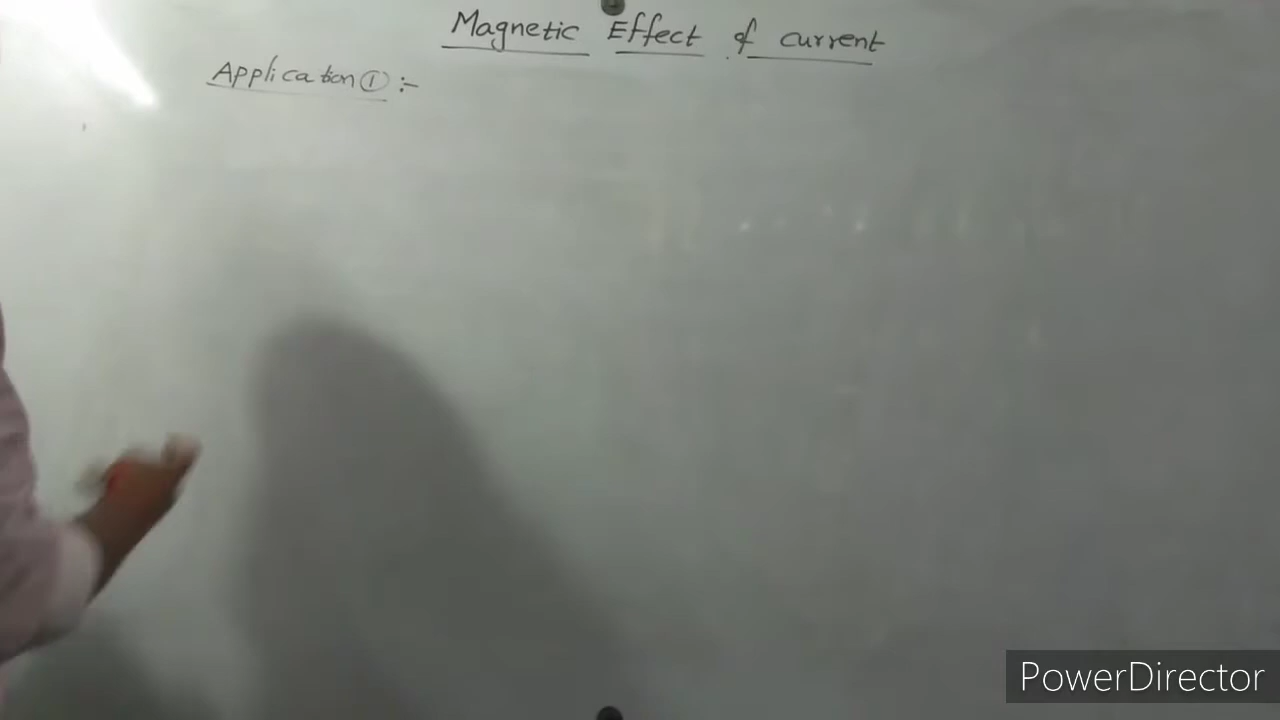 Magnetic Effect of current
Application ① :-
PowerDirector